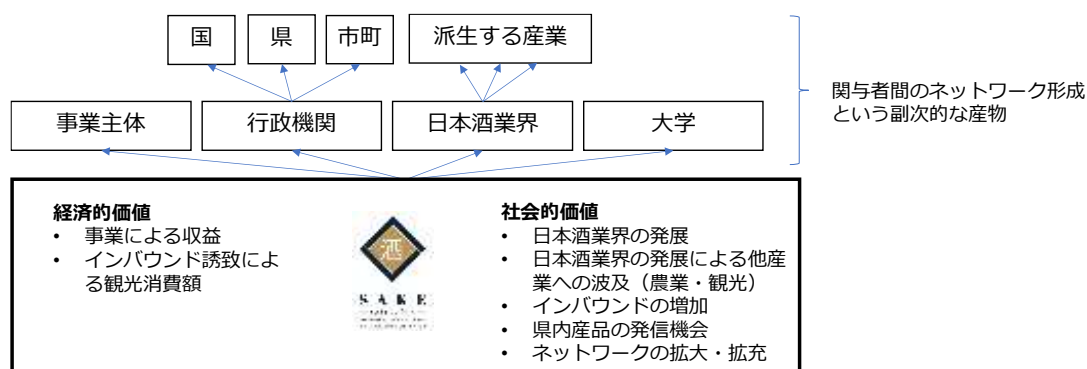 国 県 市町 派生する産業
関与者間のネットワーク形成
という副次的な産物
事業主体 行政機関 日本酒業界 大学
経済的価値
• 事業による収益
• インバウンド誘致によ
る観光消費額
酒
SAKE
社会的価値
• 日本酒業界の発展
• 日本酒業界の発展による他産
業への波及（農業・観光）
• インバウンドの増加
• 県内産品の発信機会
• ネットワークの拡大・拡充